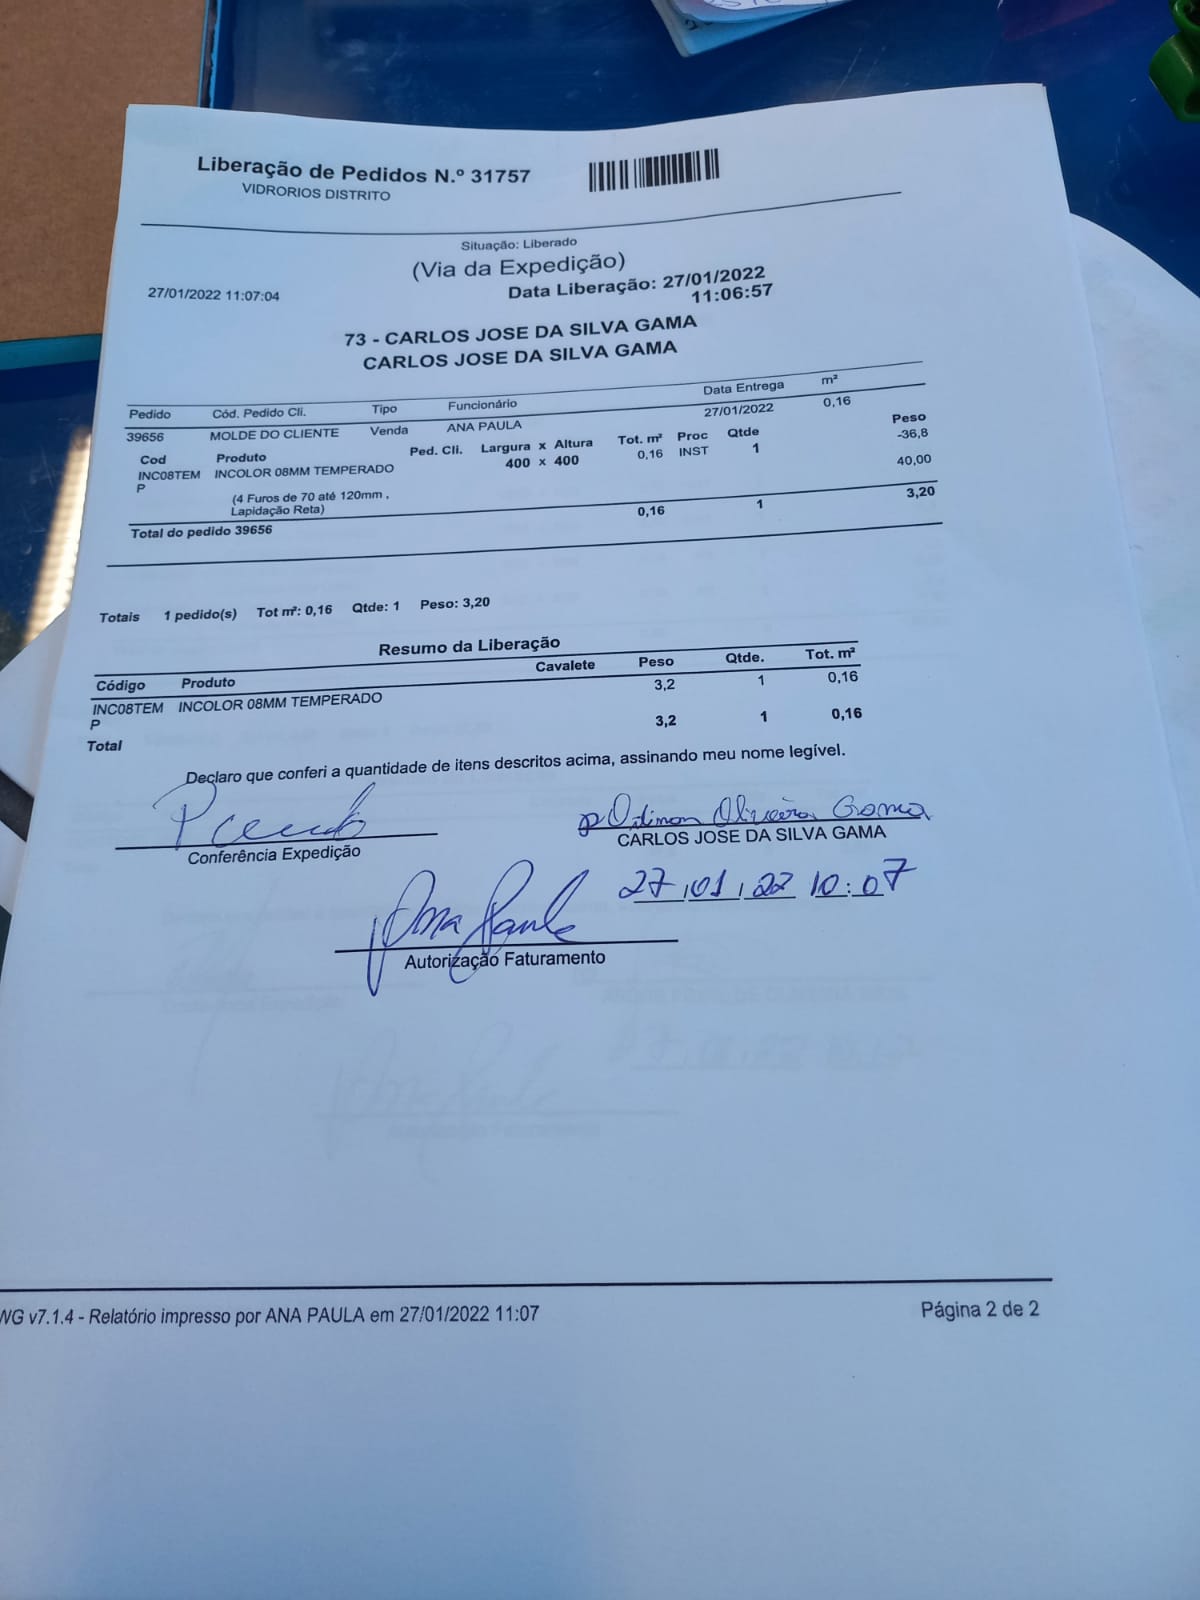 Liberação de Pedidos N.º 31757
VIDRORIOS DISTRITO
Situação: Liberado
(Via da Expedição)
27/01/2022 11:07:04
Data Liberação: 27/01/2022
11:06:57
73 - CARLOS JOSE DA SILVA GAMA
CARLOS JOSE DA SILVA GAMA
Pedido Cód. Pedido Cli. Tipo Funcionário Data Entrega m²
39656 MOLDE DO CLIENTE Venda ANA PAULA 27/01/2022 0,16
Cod Produto Ped. Cli. Largura x Altura Tot. m² Proc Qtde Peso
INC08TEM INCOLOR 08MM TEMPERADO 400 x 400 0,16 INST 1 -36,8
P
(4 Furos de 70 até 120mm , 40,00
Lapidação Reta)
Total do pedido 39656 0,16 1 3,20
Totais 1 pedido(s) Tot m²: 0,16 Qtde: 1 Peso: 3,20
Resumo da Liberação
Código Produto Cavalete Peso Qtde. Tot. m²
INC08TEM INCOLOR 08MM TEMPERADO 3,2 1 0,16
P
Total 3,2 1 0,16
Declaro que conferi a quantidade de itens descritos acima, assinando meu nome legível.
Oliveira Gama
Conferência Expedição
CARLOS JOSE DA SILVA GAMA
27,01,22 10:07
Ana Paula
Autorização Faturamento
WG v7.1.4 - Relatório impresso por ANA PAULA em 27/01/2022 11:07
Página 2 de 2